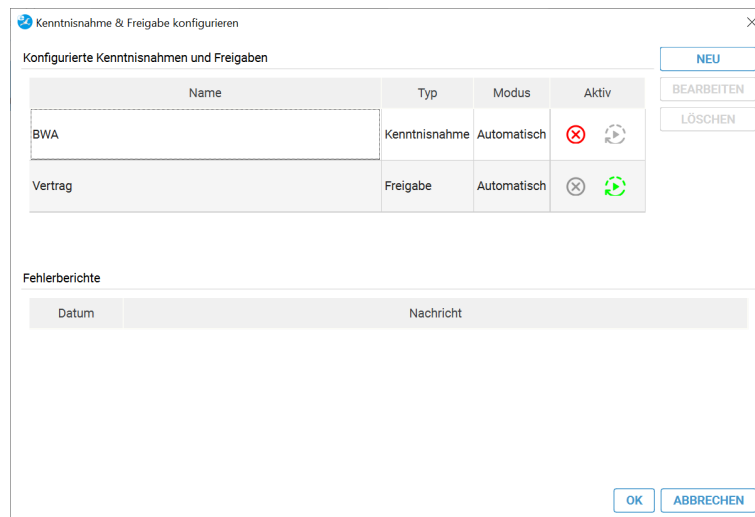 Kenntnisnahme & Freigabe konfigurieren
Konfigurierte Kenntnisnahmen und Freigaben
NEU
Name Typ Modus Aktiv
BEARBEITEN
LÖSCHEN
BWA Kenntnisnahme Automatisch
Vertrag Freigabe Automatisch
Fehlerberichte
Datum Nachricht
OK ABBRECHEN